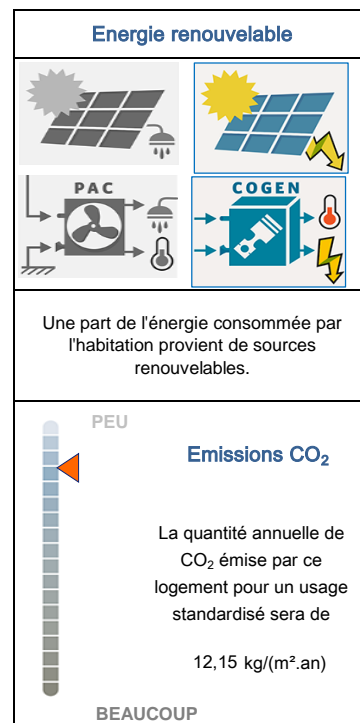 Energie renouvelable
PAC
COGEN
Une part de l'énergie consommée par
l'habitation provient de sources
renouvelables.
PEU
Emissions CO₂
La quantité annuelle de
CO₂ émise par ce
logement pour un usage
standardisé sera de
12,15 kg/(m².an)
BEAUCOUP